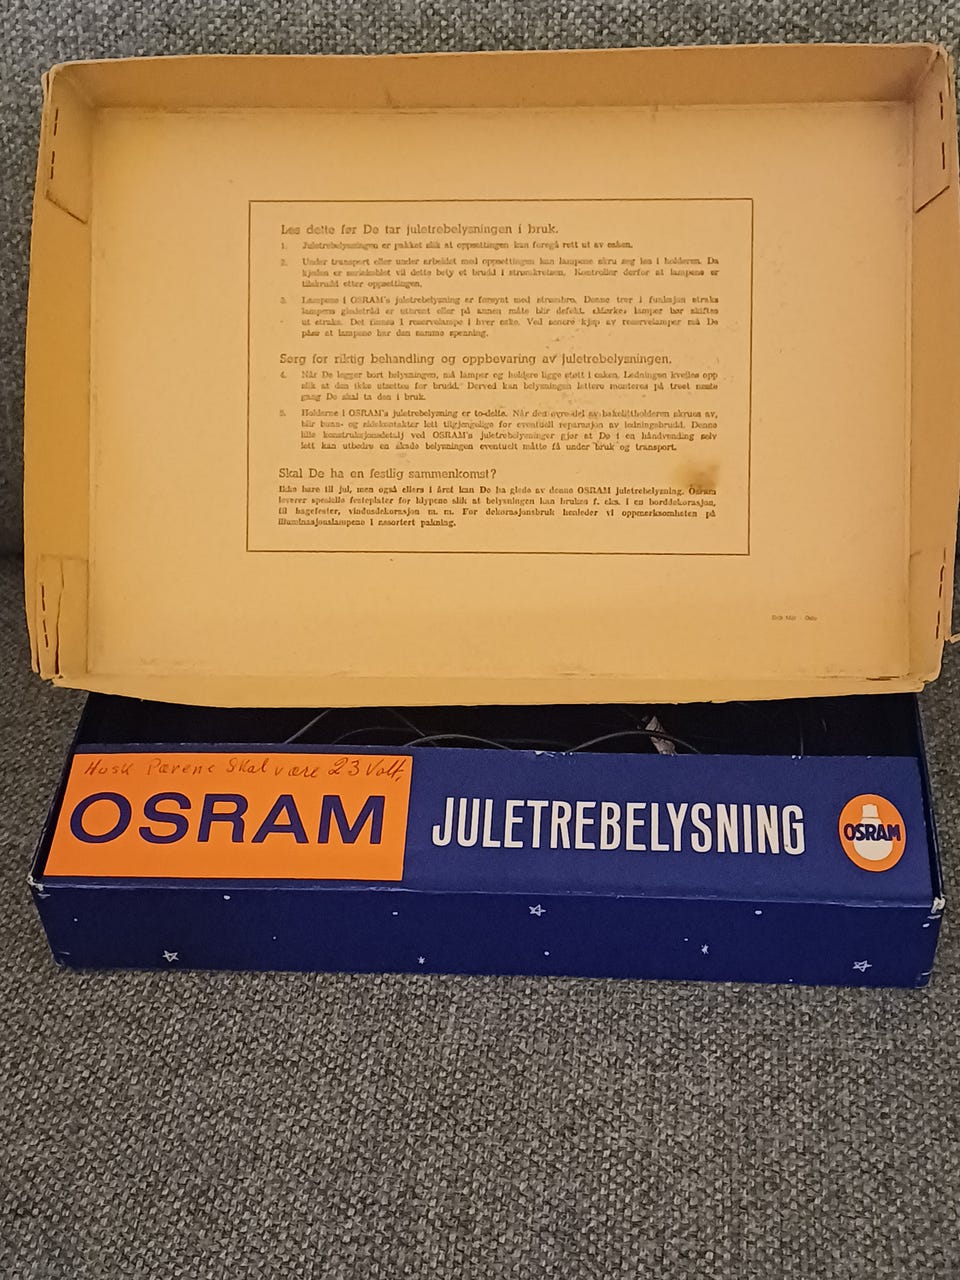 Les dette før De tar juletrebelysningen i bruk.
1. Juletrebelysningen er pakket slik at oppsettingen kan foregå rett ut av esken.
2. Under transport eller under arbeidet med oppsettingen kan lampene skru seg løs i holderen. Da
kjeden er seriekoblet vil dette bety et brudd i strømkretsen. Kontroller derfor at lampene er
tilskrudd etter oppsettingen.
3. Lampene i OSRAM's juletrebelysning er forsynt med strømbro. Denne trer i funksjon straks
lampens glødetråd er utbrent eller på annen måte blir defekt. «Mørke» lamper bør skiftes
ut straks. Det finnes 1 reservelampe i hver eske. Ved senere kjøp av reservelamper må De
påse at lampene har den samme spenning.
Sørg for riktig behandling og oppbevaring av juletrebelysningen.
4. Når De legger bort belysningen, må lamper og holdere ligge støtt i esken. Ledningen kveiles opp
slik at den ikke utsettes for brudd. Derved kan belysningen lettere monteres på treet neste
gang De skal ta den i bruk.
5. Holderne i OSRAM's juletrebelysning er to-delte. Når den øvre del av bakelittholderen skrues av,
blir bunn- og sidekontakter lett tilgjengelige for eventuell reparasjon av ledningsbrudd. Denne
lille konstruksjonsdetalj ved OSRAM's juletrebelysninger gjør at De i en håndvending selv
lett kan utbedre en skade belysningen eventuelt måtte få under bruk og transport.
Skal De ha en festlig sammenkomst?
Ikke bare til jul, men også ellers i året kan De ha glede av denne OSRAM juletrebelysning. Osram
leverer spesielle festeplater for klypene slik at belysningen kan brukes f. eks. i en borddekorasjon,
til hagefester, vindusdekorasjon m. m. For dekorasjonsbruk henleder vi oppmerksomheten på
illuminasjonslampene i assortert pakning.
Oslo
Husk Pærene Skal være 23 Volt,
OSRAM JULETREBELYSNING OSRAM